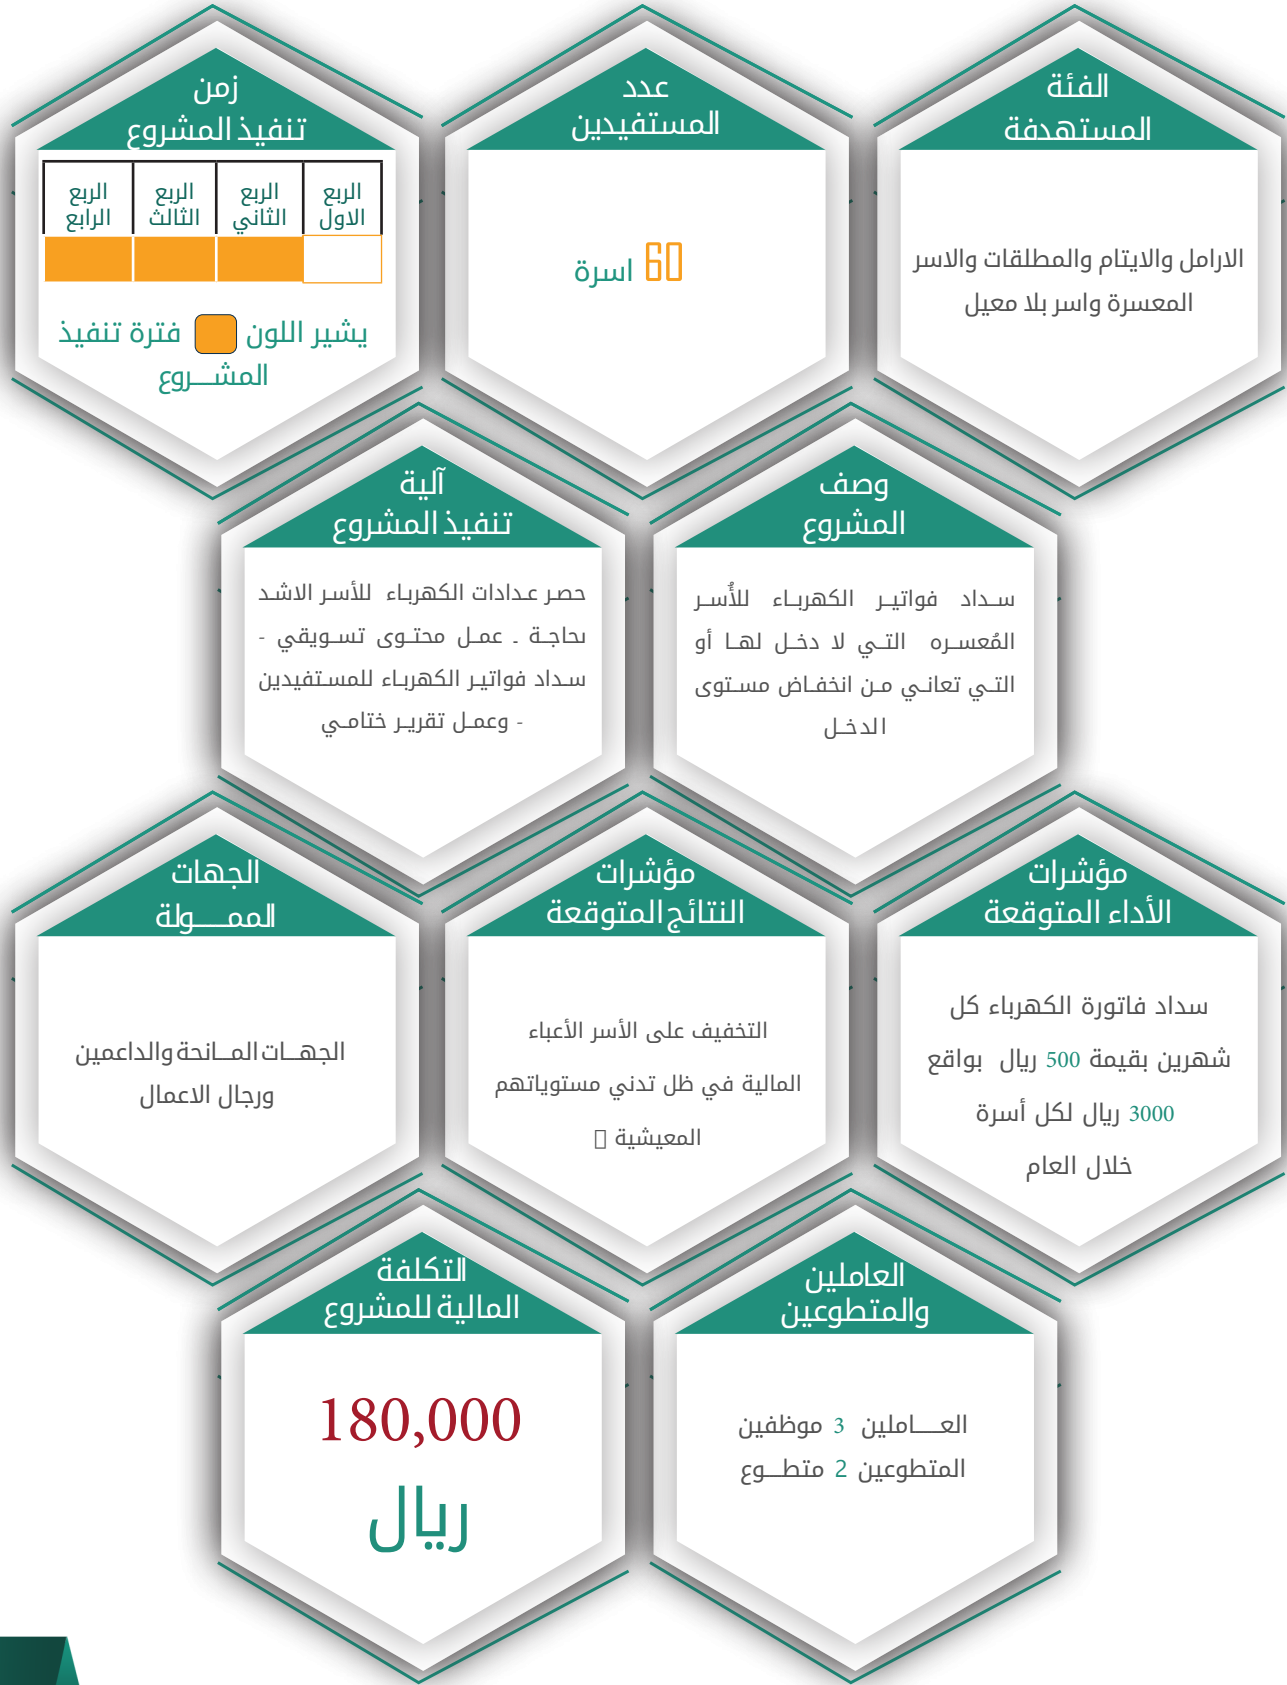 الفئة
المستهدفة
الارامل والايتام والمطلقات والاسر
المعسرة واسر بلا معيل
عدد
المستفيدين
60 اسرة
زمن
تنفيذ المشروع
الربع الاول الربع الثاني الربع الثالث الربع الرابع
يشير اللون فترة تنفيذ
المشـــروع
وصف
المشروع
سـداد فواتيـر الكهربـاء للأُسـر
المُعسـره التـي لا دخـل لهـا أو
التـي تعانـي مـن انخفـاض مسـتوى
الدخـل
آلية
تنفيذ المشروع
حصـر عـدادات الكهربـاء للأسـر الاشـد
بحاجـة ـ عمـل محتـوى تسـويقي -
سـداد فواتيـر الكهربـاء للمسـتفيدين
- وعمـل تقريـر ختامـي
مؤشرات
الأداء المتوقعة
سداد فاتورة الكهرباء كل
شهرين بقيمة 500 ريال بواقع
3000 ريال لكل أسرة
خلال العام
مؤشرات
النتائج المتوقعة
التخفيف على الأسر الأعباء
المالية في ظل تدني مستوياتهم
المعيشية
الجهات
الممـــولة
الجهـــات المـــانحة والداعمين
ورجال الاعمال
العاملين
والمتطوعين
العــــاملين 3 موظفين
المتطوعين 2 متطـــوع
التكلفة
المالية للمشروع
180,000
ريال